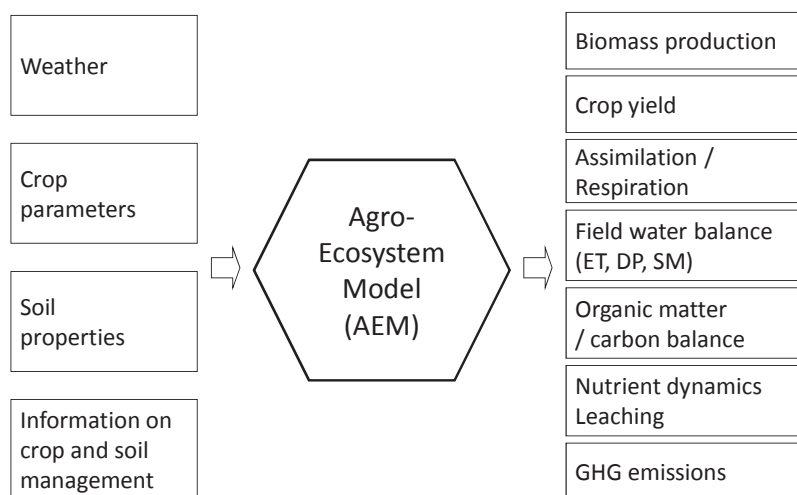 Weather
Crop
parameters
Soil
properties
Information on
crop and soil
management
Agro-
Ecosystem
Model
(AEM)
Biomass production
Crop yield
Assimilation /
Respiration
Field water balance
(ET, DP, SM)
Organic matter
/ carbon balance
Nutrient dynamics
Leaching
GHG emissions